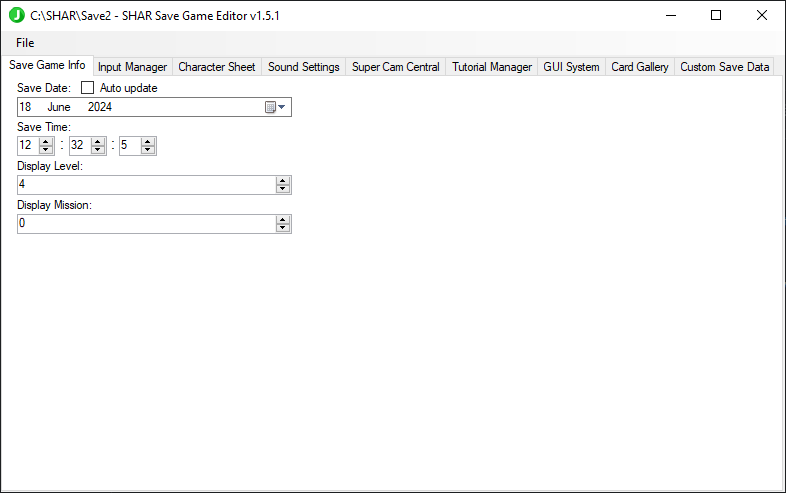 C:\SHAR\Save2 - SHAR Save Game Editor v1.5.1
File
Save Game Info Input Manager Character Sheet Sound Settings Super Cam Central Tutorial Manager GUI System Card Gallery Custom Save Data
Save Date: Auto update
18 June 2024
Save Time:
12 : 32 : 5
Display Level:
4
Display Mission:
0